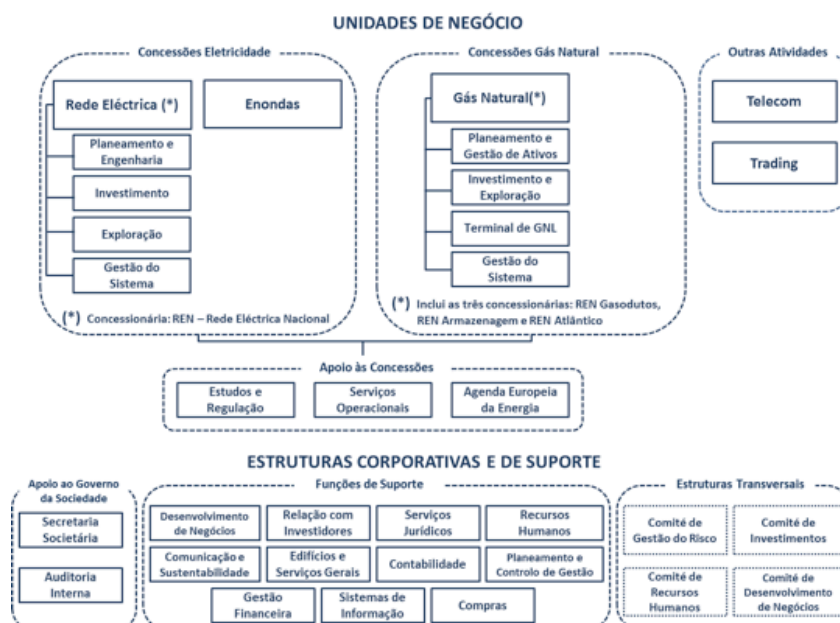 UNIDADES DE NEGÓCIO
Concessões Eletricidade
Rede Eléctrica (*)
Enondas
Planeamento e
Engenharia
Investimento
Exploração
Gestão do
Sistema
(*) Concessionária: REN – Rede Eléctrica Nacional
Concessões Gás Natural
Gás Natural(*)
Planeamento e
Gestão de Ativos
Investimento e
Exploração
Terminal de GNL
Gestão do
Sistema
(*) Inclui as três concessionárias: REN Gasodutos,
REN Armazenagem e REN Atlântico
Outras Atividades
Telecom
Trading
Apoio às Concessões
Estudos e
Regulação
Serviços
Operacionais
Agenda Europeia
da Energia
ESTRUTURAS CORPORATIVAS E DE SUPORTE
Apoio ao Governo
da Sociedade
Secretaria
Societária
Auditoria
Interna
Funções de Suporte
Desenvolvimento
de Negócios
Relação com
Investidores
Serviços
Jurídicos
Recursos
Humanos
Comunicação e
Sustentabilidade
Edifícios e
Serviços Gerais
Contabilidade
Planeamento e
Controlo de Gestão
Gestão
Financeira
Sistemas de
Informação
Compras
Estruturas Transversais
Comité de
Gestão do Risco
Comité de
Investimentos
Comité de
Recursos
Humanos
Comité de
Desenvolvimento
de Negócios